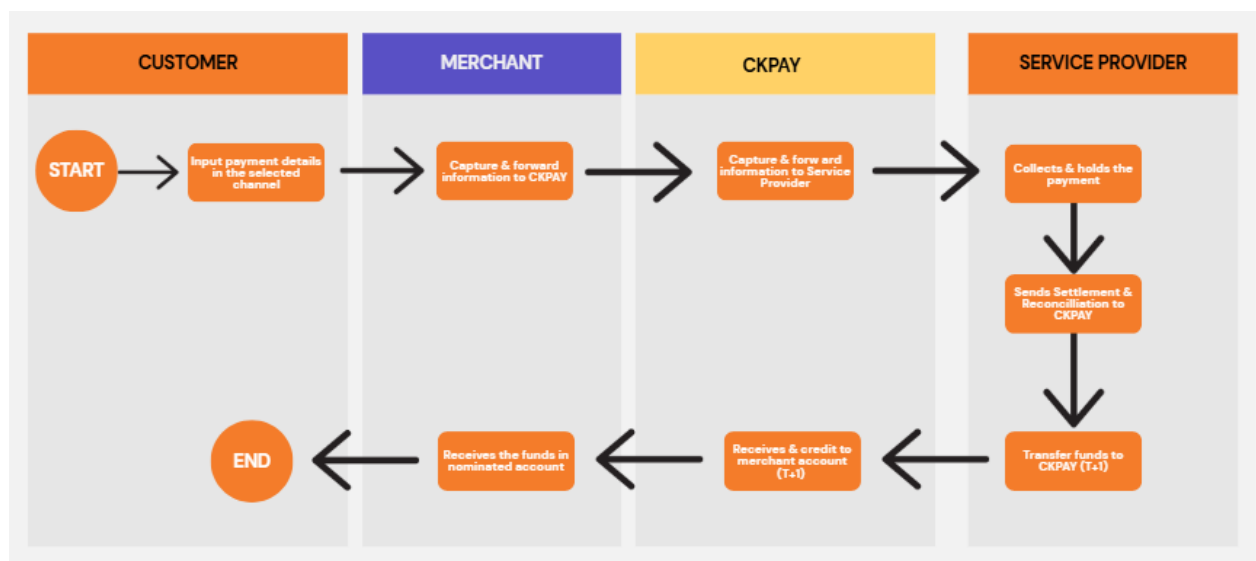 CUSTOMER
MERCHANT
CKPAY
SERVICE PROVIDER
START
Input payment details
in the selected
channel
Capture & forward
information to CKPAY
Capture & forw ard
information to Service
Provider
Collects & holds the
payment
Sends Settlement &
Reconcilliation to
CKPAY
Transfer funds to
CKPAY (T+1)
Receives & credit to
merchant account
(T+1)
Receives the funds in
nominated account
END